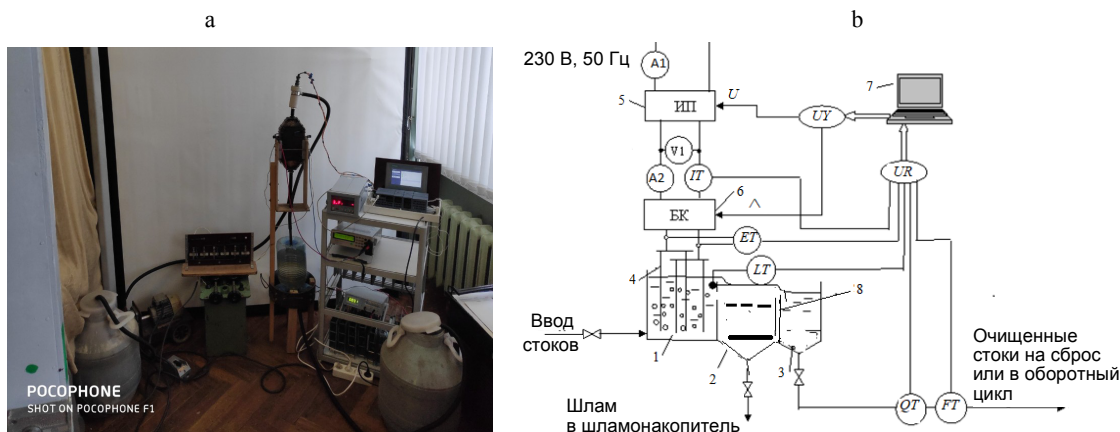 a
b
POCOPHONE
SHOT ON POCOPHONE F1
230 В, 50 Гц
A1
5
ИП
U
UY
7
V1
A2
IT
UR
6
БК
ET
4
LT
8
Ввод
стоков
1
2
3
Шлам
в шламонакопитель
QT
FT
Очищенные
стоки на сброс
или в оборотный
цикл